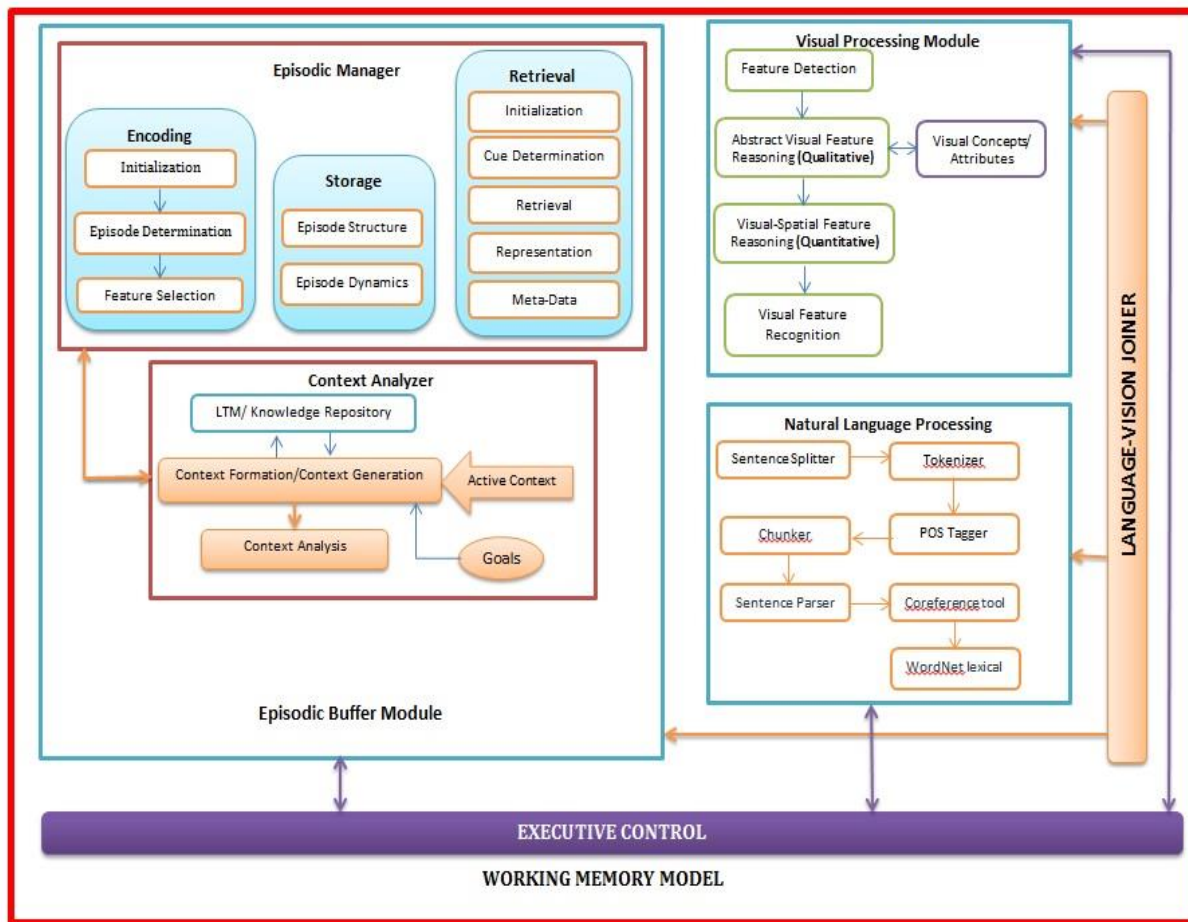 Episodic Manager
Encoding
Initialization
Episode Determination
Feature Selection
Storage
Episode Structure
Episode Dynamics
Retrieval
Initialization
Cue Determination
Retrieval
Representation
Meta-Data
Context Analyzer
LTM/ Knowledge Repository
Context Formation/Context Generation
Active Context
Context Analysis
Goals
Episodic Buffer Module
Visual Processing Module
Feature Detection
Abstract Visual Feature
Reasoning (Qualitative)
Visual Concepts/
Attributes
Visual-Spatial Feature
Reasoning (Quantitative)
Visual Feature
Recognition
Natural Language Processing
Sentence Splitter
Tokenizer
POS Tagger
Chunker
Sentence Parser
Coreference tool
WordNet lexical
LANGUAGE-VISION JOINER
EXECUTIVE CONTROL
WORKING MEMORY MODEL